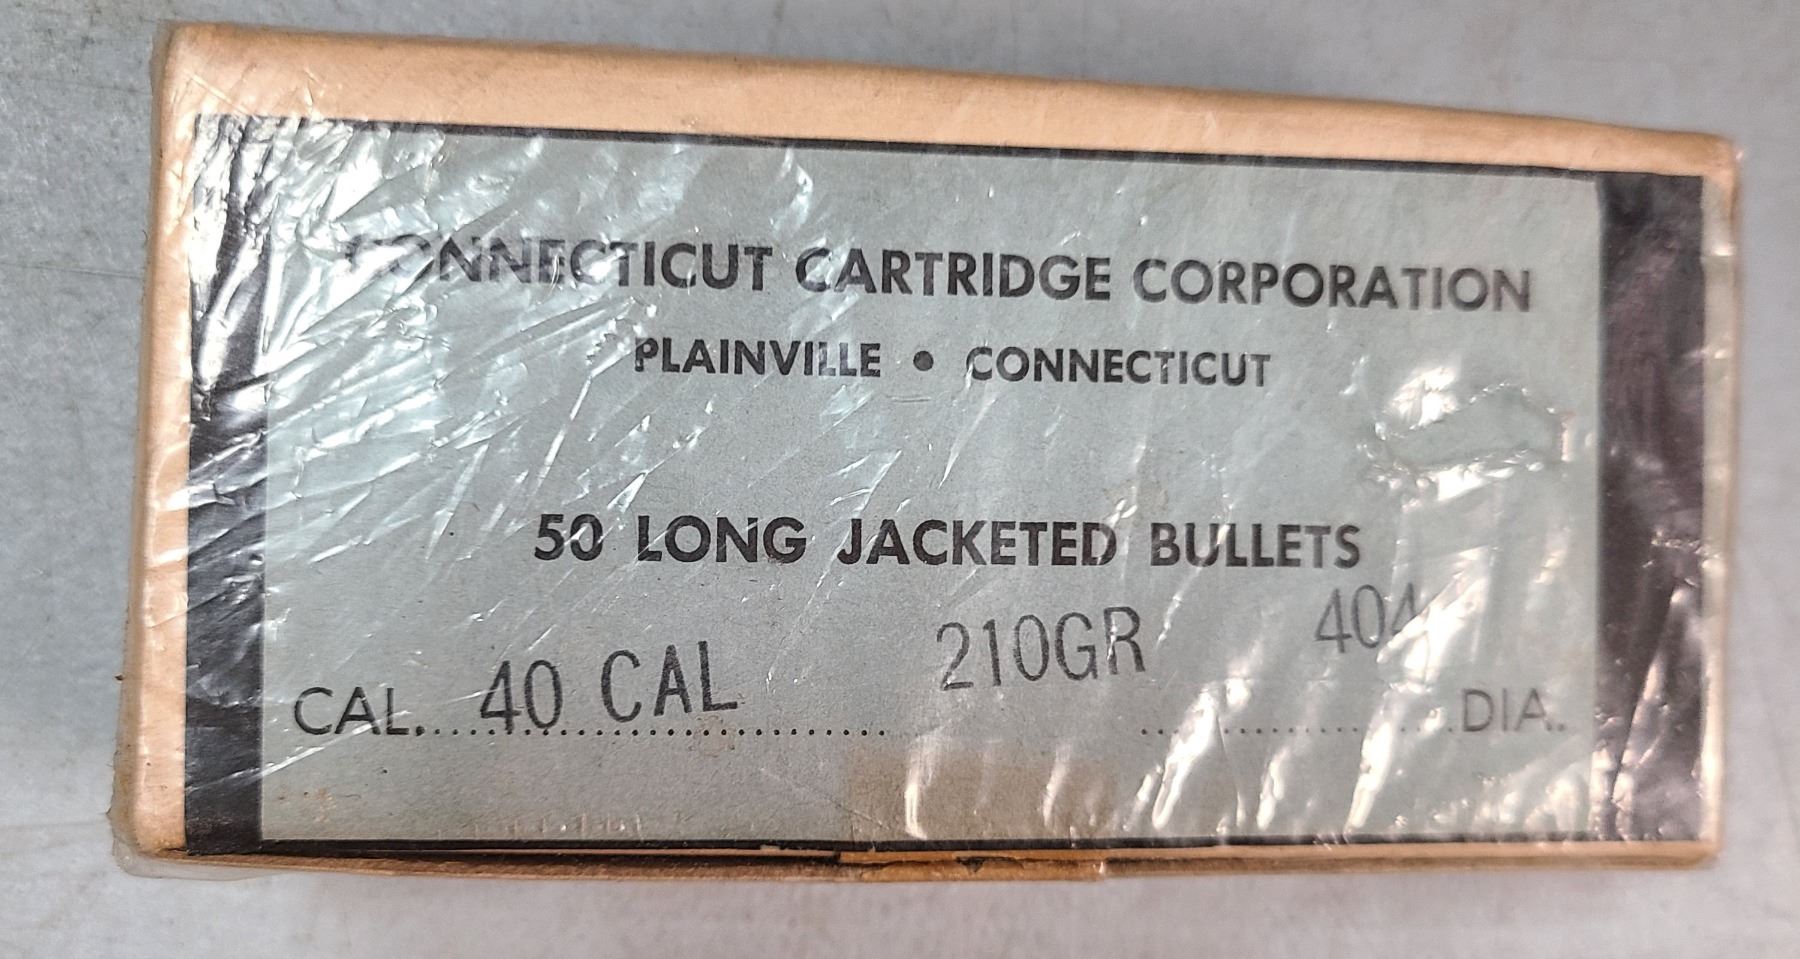 CONNECTICUT CARTRIDGE CORPORATION
PLAINVILLE • CONNECTICUT
50 LONG JACKETED BULLETS
CAL. 40 CAL 210GR 404 DIA.